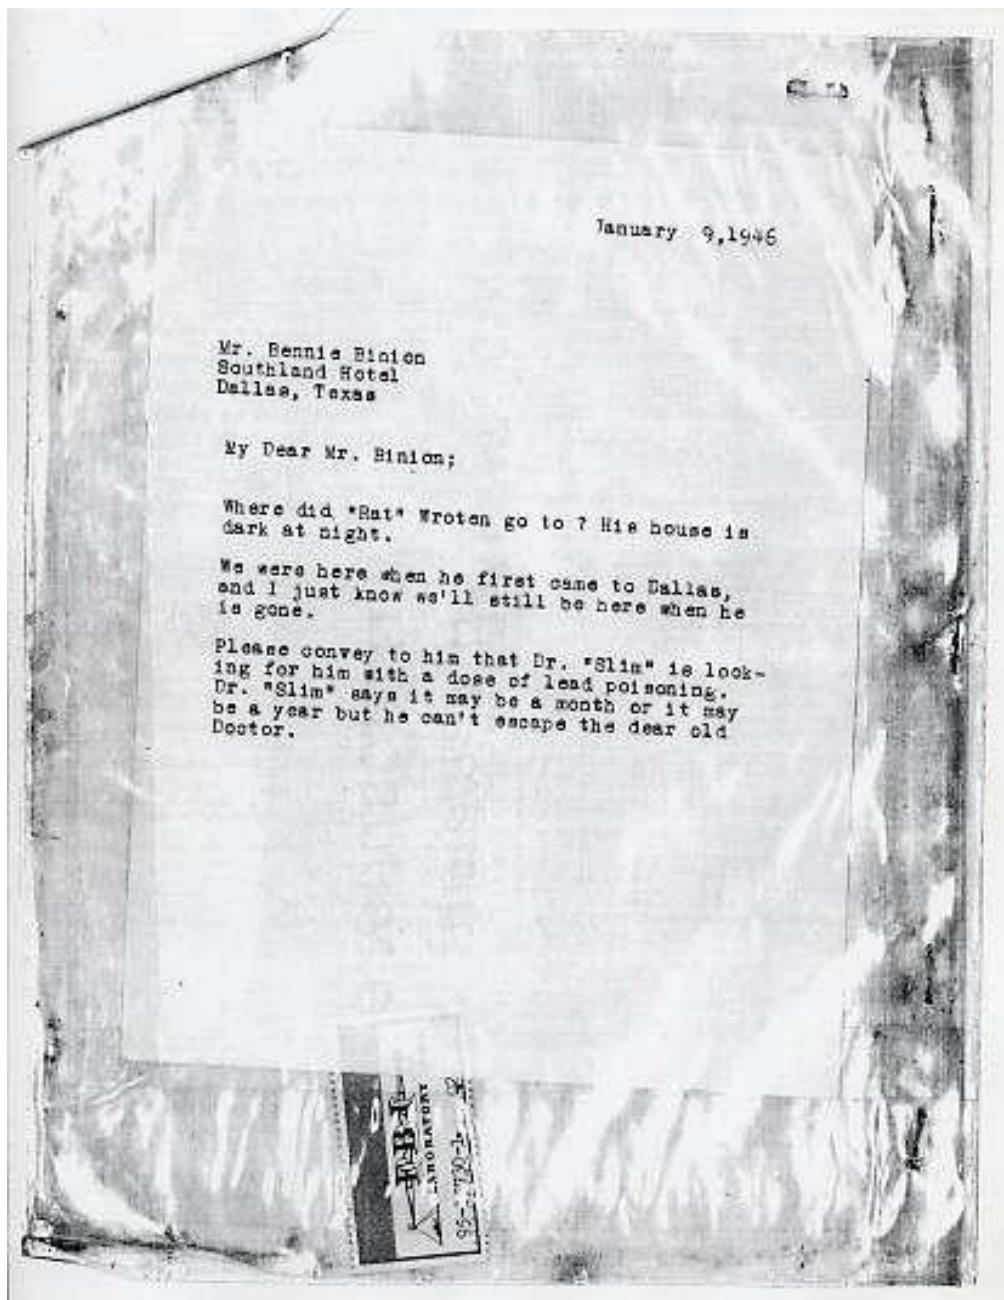 January 9,1946
Mr. Bennie Binion
Southland Hotel
Dallas, Texas
My Dear Mr. Binion;
Where did "Rat" Wroten go to ? His house is
dark at night.
We were here when he first came to Dallas,
and I just know we'll still be here when he
is gone.
Please convey to him that Dr. "Slim" is look-
ing for him with a dose of lead poisoning.
Dr. "Slim" says it may be a month or it may
be a year but he can't escape the dear old
Doctor.
FBI
LABORATORY